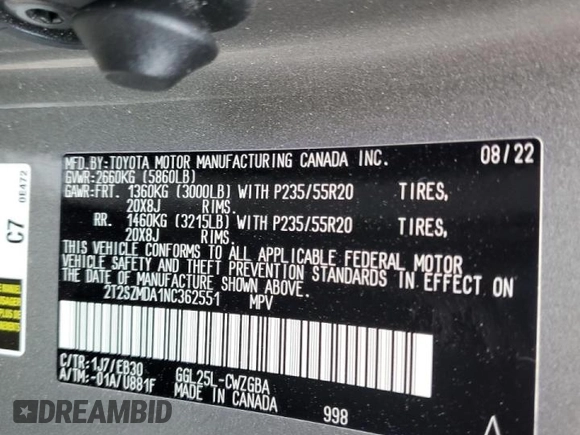 MFD.BY:TOYOTA MOTOR MANUFACTURING CANADA INC. 08/22
GVWR:2660KG (5860LB)
GAWR:FRT. 1360KG (3000LB) WITH P235/55R20 TIRES,
20X8J RIMS.
RR. 1460KG (3215LB) WITH P235/55R20 TIRES,
20X8J RIMS.
THIS VEHICLE CONFORMS TO ALL APPLICABLE FEDERAL MOTOR
VEHICLE SAFETY AND THEFT PREVENTION STANDARDS IN EFFECT ON
THE DATE OF MANUFACTURE SHOWN ABOVE.
2T2SZMDA1NC362551 MPV
C/TR:1J7/EB30 GGL25L-CWZGBA
A/TM:-01A/U881F MADE IN CANADA 998
C7
0E472
DREAMBID